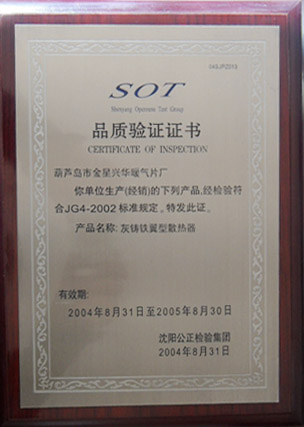 SOT
Shenyang Openness Test Group
品质验证证书
CERTIFICATE OF INSPECTION
葫芦岛市金星兴华暖气片厂
你单位生产(经销)的下列产品,经检验符
合JG4-2002标准规定。特发此证。
产品名称: 灰铸铁翼型散热器
有效期:
2004年8月31日至2005年8月30日
沈阳公正检验集团
2004年8月31日